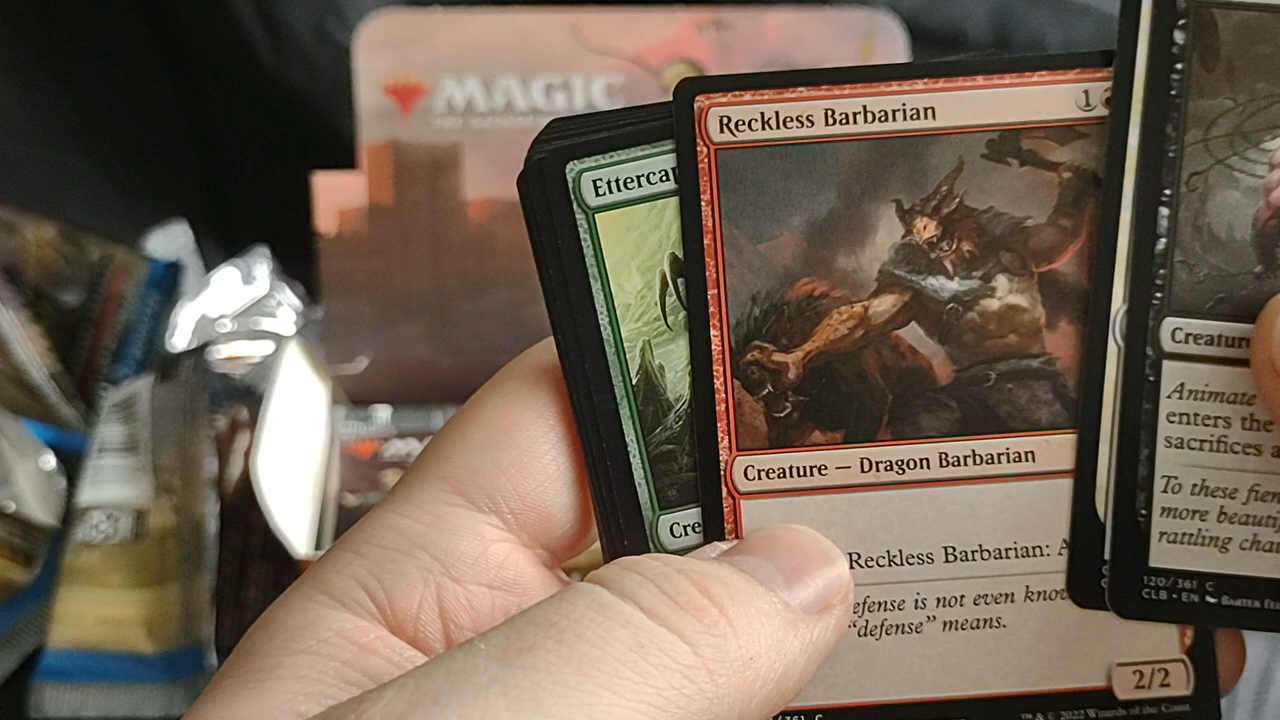 MAGIC
Ettercap
Reckless Barbarian
1
Creature — Dragon Barbarian
Cre
Reckless Barbarian: A
efense is not even know
"defense" means.
2/2
/361 C
™ & © 2022 Wizards of the Coast
Creature
Animate
enters the
sacrifices a
To these fien
more beauti
rattling chai
120/361 C
CLB • EN